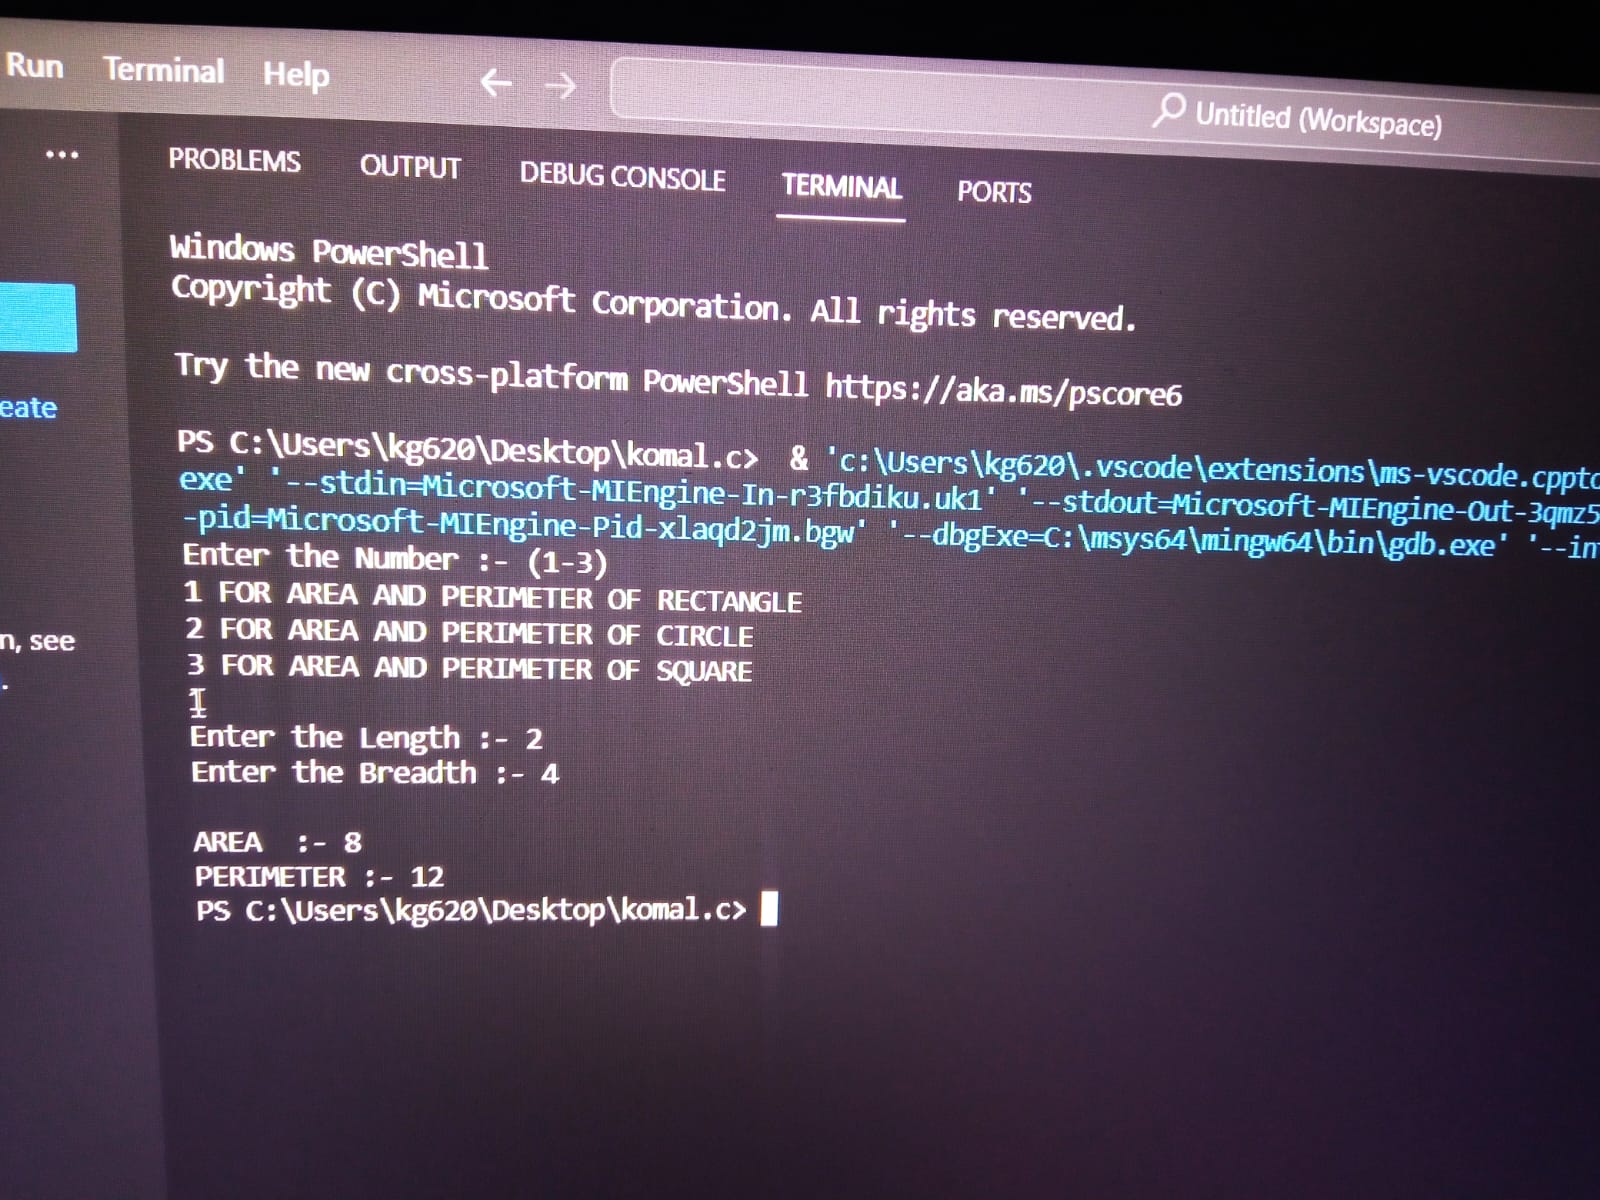 Run Terminal Help
Untitled (Workspace)
PROBLEMS OUTPUT DEBUG CONSOLE TERMINAL PORTS
Windows PowerShell
Copyright (C) Microsoft Corporation. All rights reserved.
Try the new cross-platform PowerShell https://aka.ms/pscore6
eate
PS C:\Users\kg620\Desktop\komal.c> & 'c:\Users\kg620\.vscode\extensions\ms-vscode.cppto
exe' '--stdin=Microsoft-MIEngine-In-r3fbdiku.uk1' '--stdout=Microsoft-MIEngine-Out-3qmz5
-pid=Microsoft-MIEngine-Pid-xlaqd2jm.bgw' '--dbgExe=C:\msys64\mingw64\bin\gdb.exe' '--in
Enter the Number :- (1-3)
1 FOR AREA AND PERIMETER OF RECTANGLE
2 FOR AREA AND PERIMETER OF CIRCLE
3 FOR AREA AND PERIMETER OF SQUARE
n, see
1
Enter the Length :- 2
Enter the Breadth :- 4
AREA :- 8
PERIMETER :- 12
PS C:\Users\kg620\Desktop\komal.c>